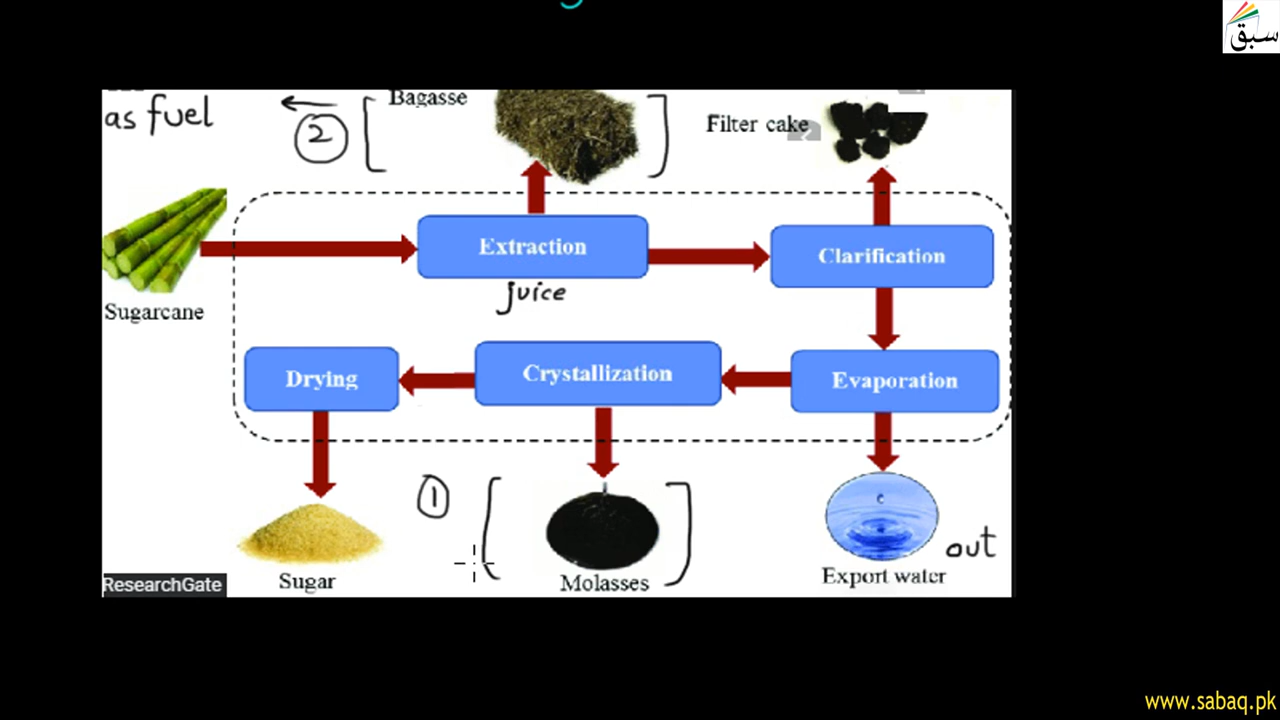 سبق
as fuel
2
Bagasse
Filter cake
Extraction
Clarification
juice
Sugarcane
Drying
Crystallization
Evaporation
1
out
Sugar
Molasses
Export water
ResearchGate
www.sabaq.pk